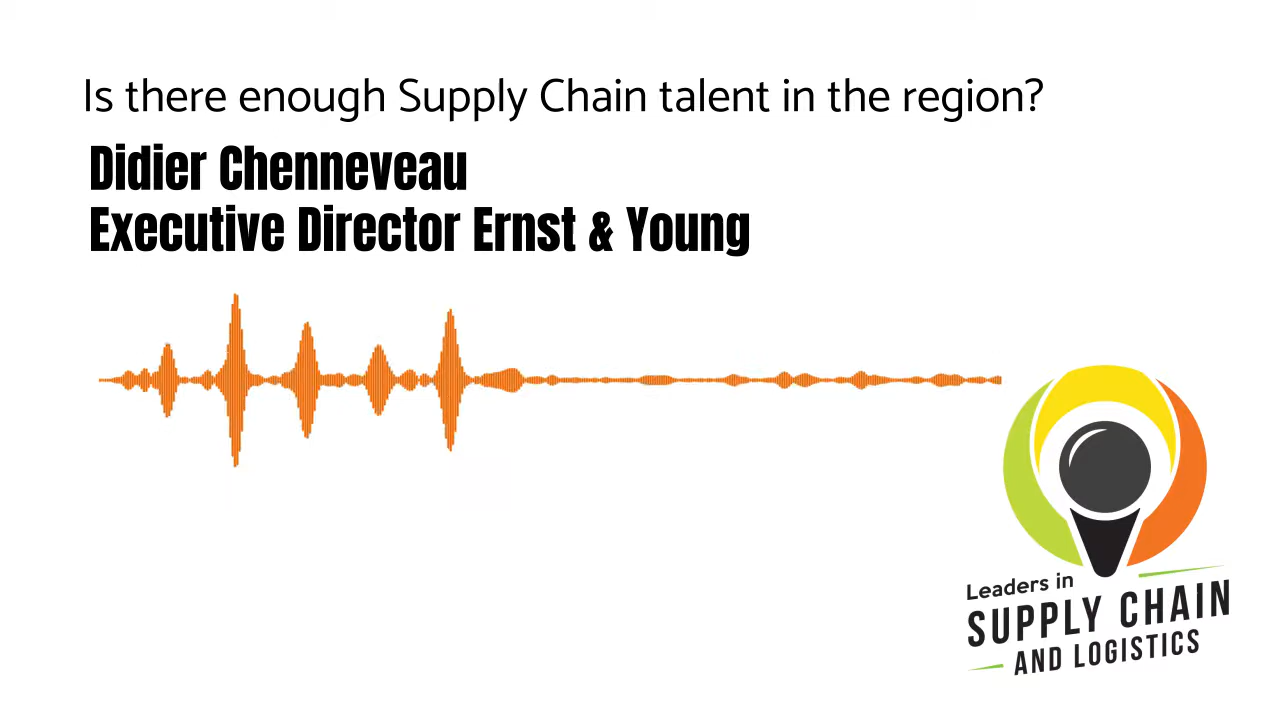 Is there enough Supply Chain talent in the region?
Didier Chenneveau
Executive Director Ernst & Young
Leaders in
SUPPLY CHAIN
AND LOGISTICS